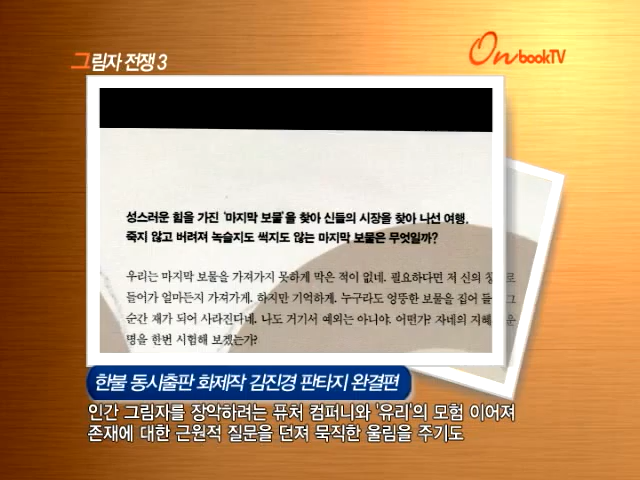 그림자 전쟁 3
On bookTV
성스러운 힘을 가진 '마지막 보물'을 찾아 신들의 시장을 찾아 나선 여행.
죽지 않고 버려져 녹슬지도 썩지도 않는 마지막 보물은 무엇일까?
우리는 마지막 보물을 가져가지 못하게 막은 적이 없네. 필요하다면 저 신의 로
들어가 얼마든지 가져가게. 하지만 기억하게. 누구라도 엉뚱한 보물을 집어 그
순간 재가 되어 사라진다네. 나도 거기서 예외는 아니야. 어떤가? 자네의 지혜 운
명을 한번 시험해 보겠는가?
한불 동시출판 화제작 김진경 판타지 완결편
인간 그림자를 장악하려는 퓨처 컴퍼니와 '유리'의 모험 이어져
존재에 대한 근원적 질문을 던져 묵직한 울림을 주기도